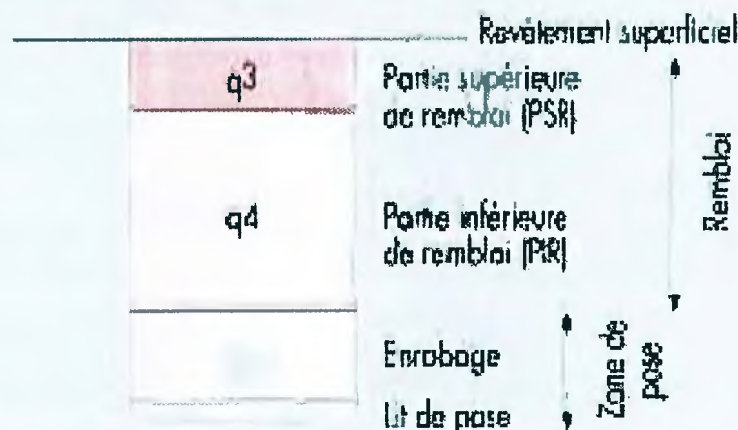 Revêtement superficiel
q3
Partie supérieure
de remblai (PSR)
q4
Partie inférieure
de remblai (PIR)
Remblai
Enrobage
Lit de pose
Zone de
pose